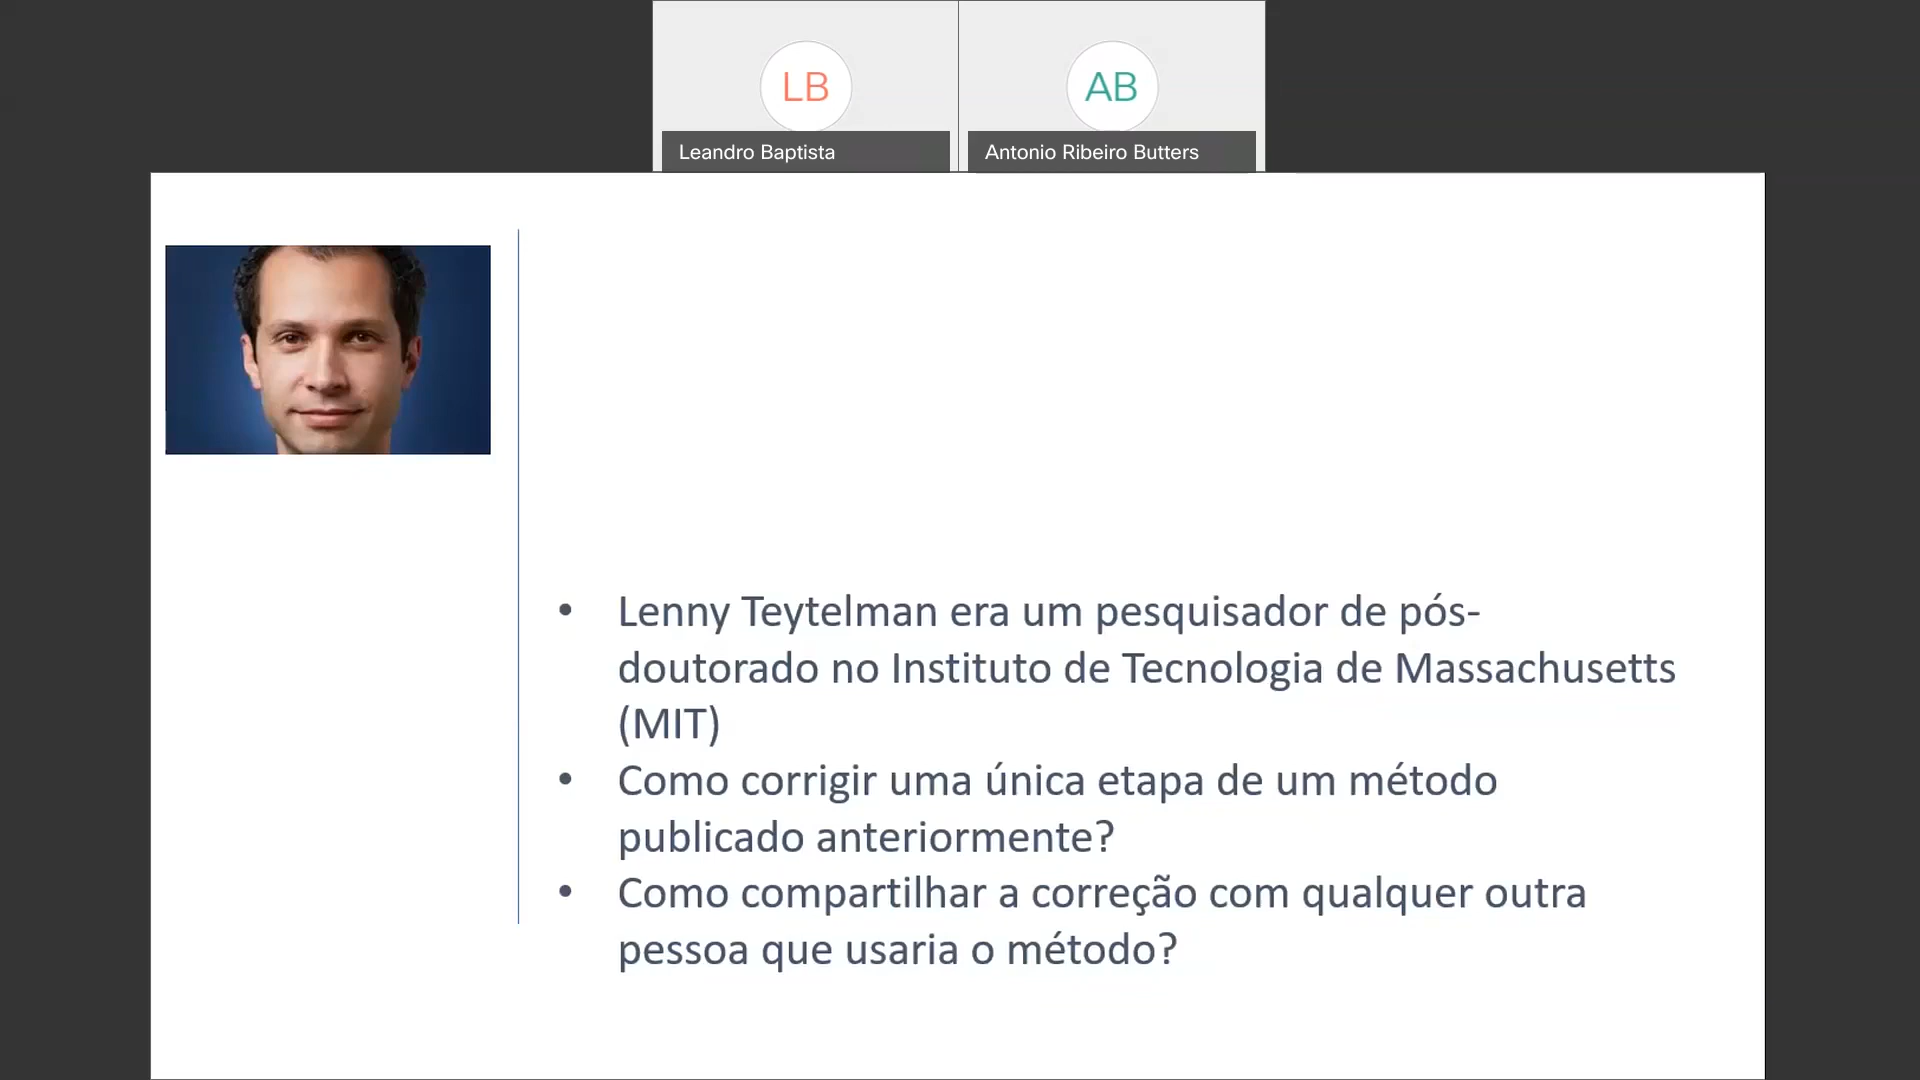 LB
AB
Leandro Baptista
Antonio Ribeiro Butters
• Lenny Teytelman era um pesquisador de pós-
doutorado no Instituto de Tecnologia de Massachusetts
(MIT)
• Como corrigir uma única etapa de um método
publicado anteriormente?
• Como compartilhar a correção com qualquer outra
pessoa que usaria o método?